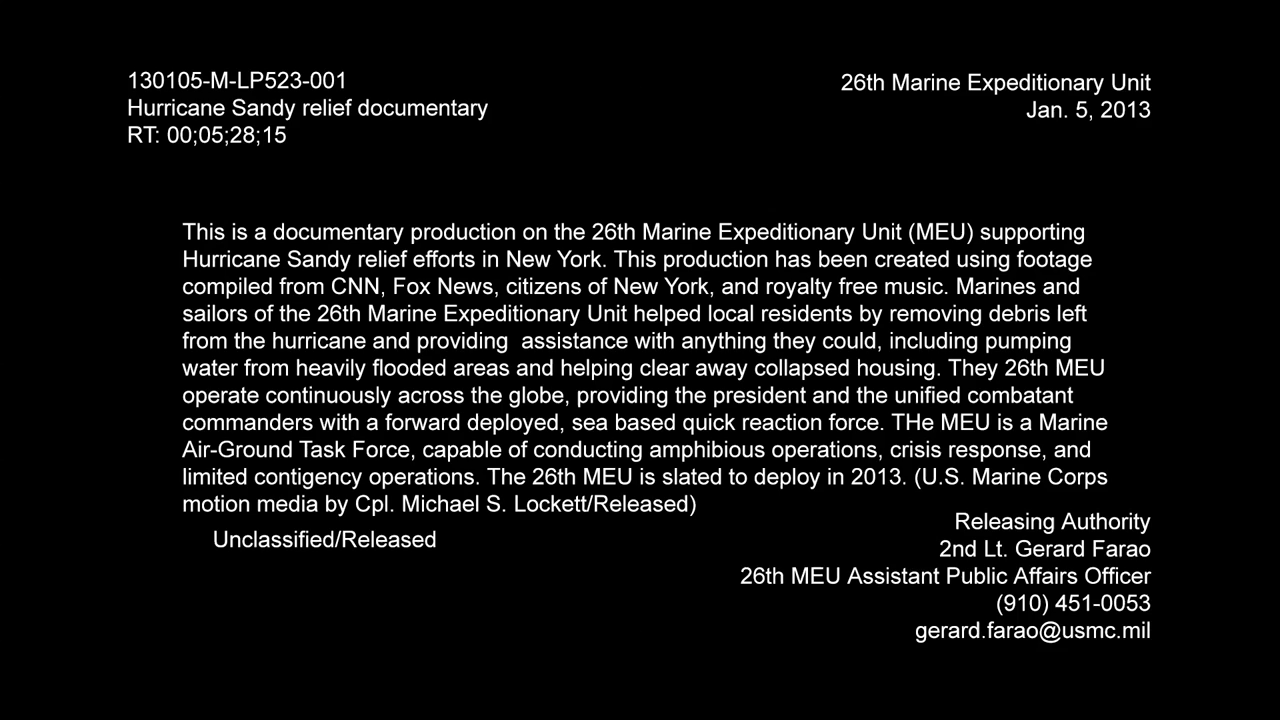 130105-M-LP523-001
Hurricane Sandy relief documentary
RT: 00;05;28;15
26th Marine Expeditionary Unit
Jan. 5, 2013
This is a documentary production on the 26th Marine Expeditionary Unit (MEU) supporting
Hurricane Sandy relief efforts in New York. This production has been created using footage
compiled from CNN, Fox News, citizens of New York, and royalty free music. Marines and
sailors of the 26th Marine Expeditionary Unit helped local residents by removing debris left
from the hurricane and providing  assistance with anything they could, including pumping
water from heavily flooded areas and helping clear away collapsed housing. They 26th MEU
operate continuously across the globe, providing the president and the unified combatant
commanders with a forward deployed, sea based quick reaction force. THe MEU is a Marine
Air-Ground Task Force, capable of conducting amphibious operations, crisis response, and
limited contigency operations. The 26th MEU is slated to deploy in 2013. (U.S. Marine Corps
motion media by Cpl. Michael S. Lockett/Released)
Unclassified/Released
Releasing Authority
2nd Lt. Gerard Farao
26th MEU Assistant Public Affairs Officer
(910) 451-0053
gerard.farao@usmc.mil